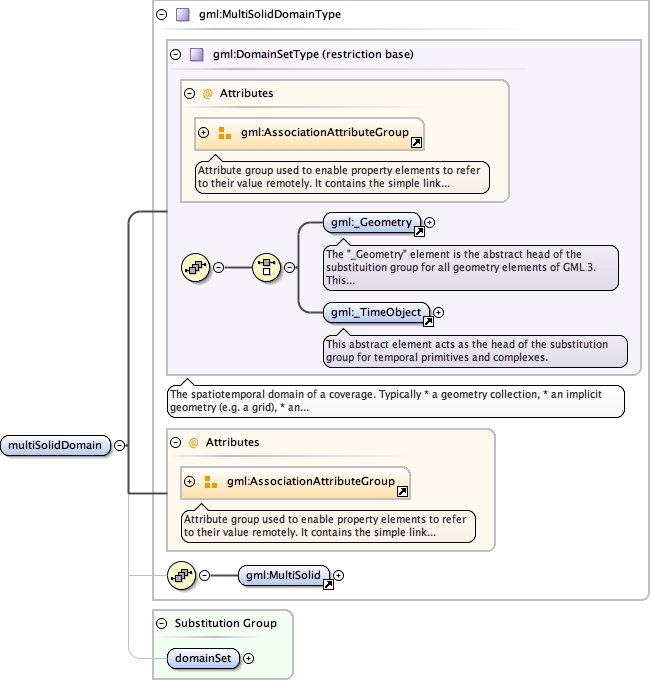 gml:MultiSolidDomainType
gml:DomainSetType (restriction base)
@ Attributes
gml:AssociationAttributeGroup
Attribute group used to enable property elements to refer
to their value remotely. It contains the simple link...
gml:_Geometry
The "_Geometry" element is the abstract head of the
substituition group for all geometry elements of GML 3.
This...
gml:_TimeObject
This abstract element acts as the head of the substitution
group for temporal primitives and complexes.
The spatiotemporal domain of a coverage. Typically * a geometry collection, * an implicit
geometry (e.g. a grid), * an...
multiSolidDomain
@ Attributes
gml:AssociationAttributeGroup
Attribute group used to enable property elements to refer
to their value remotely. It contains the simple link...
gml:MultiSolid
Substitution Group
domainSet